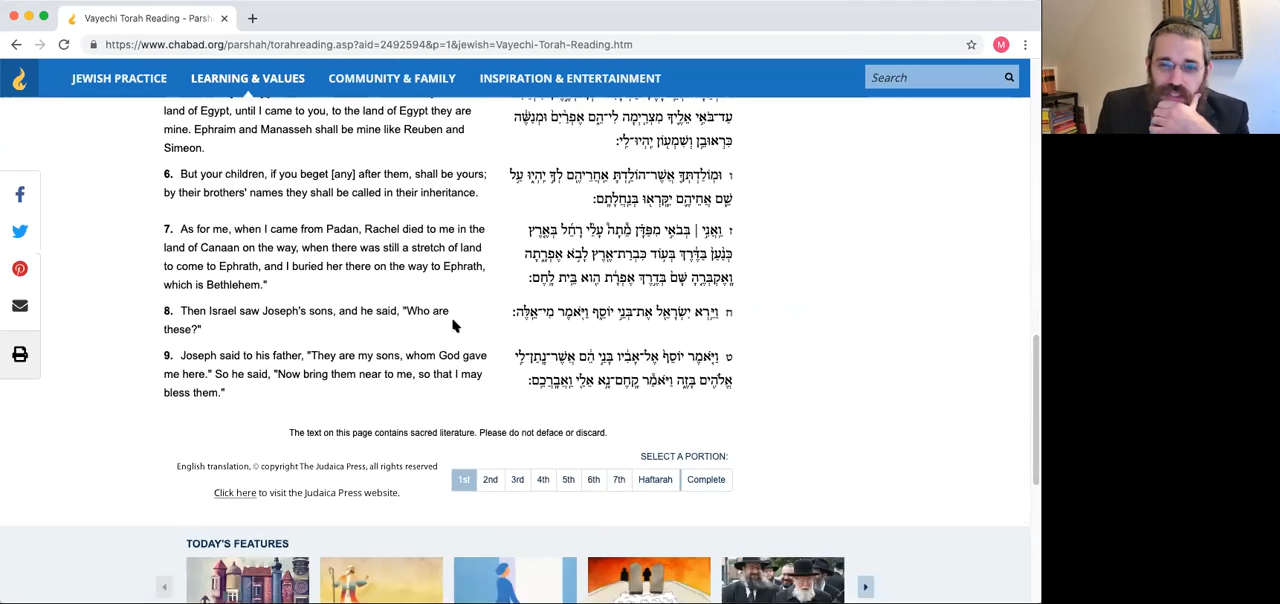 Vayechi Torah Reading - Parsh
https://www.chabad.org/parshah/torahreading.asp?aid=2492594&p=1&jewish=Vayechi-Torah-Reading.htm
M
JEWISH PRACTICE
LEARNING & VALUES
COMMUNITY & FAMILY
INSPIRATION & ENTERTAINMENT
Search
land of Egypt, until I came to you, to the land of Egypt they are
mine. Ephraim and Manasseh shall be mine like Reuben and
Simeon.
עַד־בֹּאִ֥י אֵלֶ֛יךָ מִצְרַ֖יְמָה לִי־הֵ֑ם אֶפְרַ֙יִם֙ וּמְנַשֶּׁ֔ה
כִּרְאוּבֵ֥ן וְשִׁמְע֖וֹן יִֽהְיוּ־לִֽי:
6. But your children, if you beget [any] after them, shall be yours;
by their brothers' names they shall be called in their inheritance.
ו וּמֽוֹלַדְתְּךָ֛ אֲשֶׁר־הוֹלַ֥דְתָּ אַֽחֲרֵיהֶ֖ם לְךָ֣ יִֽהְי֑וּ עַ֣ל
שֵׁ֧ם אֲחֵיהֶ֛ם יִקָּֽרְא֖וּ בְּנַֽחֲלָתָֽם:
7. As for me, when I came from Padan, Rachel died to me in the
land of Canaan on the way, when there was still a stretch of land
to come to Ephrath, and I buried her there on the way to Ephrath,
which is Bethlehem."
ז וַֽאֲנִ֣י | בְּבֹאִ֣י מִפַּדָּ֗ן מֵ֩תָה֩ עָלַ֨י רָחֵ֜ל בְּאֶ֤רֶץ
כְּנַ֙עַן֙ בַּדֶּ֔רֶךְ בְּע֥וֹד כִּבְרַת־אֶ֖רֶץ לָבֹ֣א אֶפְרָ֑תָה
וָֽאֶקְבְּרֶ֤הָ שָּׁם֙ בְּדֶ֣רֶךְ אֶפְרָ֔ת הִ֖וא בֵּ֥ית לָֽחֶם:
8. Then Israel saw Joseph's sons, and he said, "Who are
these?"
ח וַיַּ֥רְא יִשְׂרָאֵ֖ל אֶת־בְּנֵ֣י יוֹסֵ֑ף וַיֹּ֖אמֶר מִי־אֵֽלֶּה:
9. Joseph said to his father, "They are my sons, whom God gave
me here." So he said, "Now bring them near to me, so that I may
bless them."
ט וַיֹּ֤אמֶר יוֹסֵף֙ אֶל־אָבִ֔יו בָּנַ֣י הֵ֔ם אֲשֶׁר־נָֽתַן־לִ֥י
אֱלֹהִ֖ים בָּזֶ֑ה וַיֹּאמַ֕ר קָֽחֶם־נָ֥א אֵלַ֖י וַאֲבָֽרְכֵֽם:
The text on this page contains sacred literature. Please do not deface or discard.
English translation, © copyright The Judaica Press, all rights reserved
Click here to visit the Judaica Press website.
SELECT A PORTION:
1st 2nd 3rd 4th 5th 6th 7th Haftarah Complete
TODAY'S FEATURES